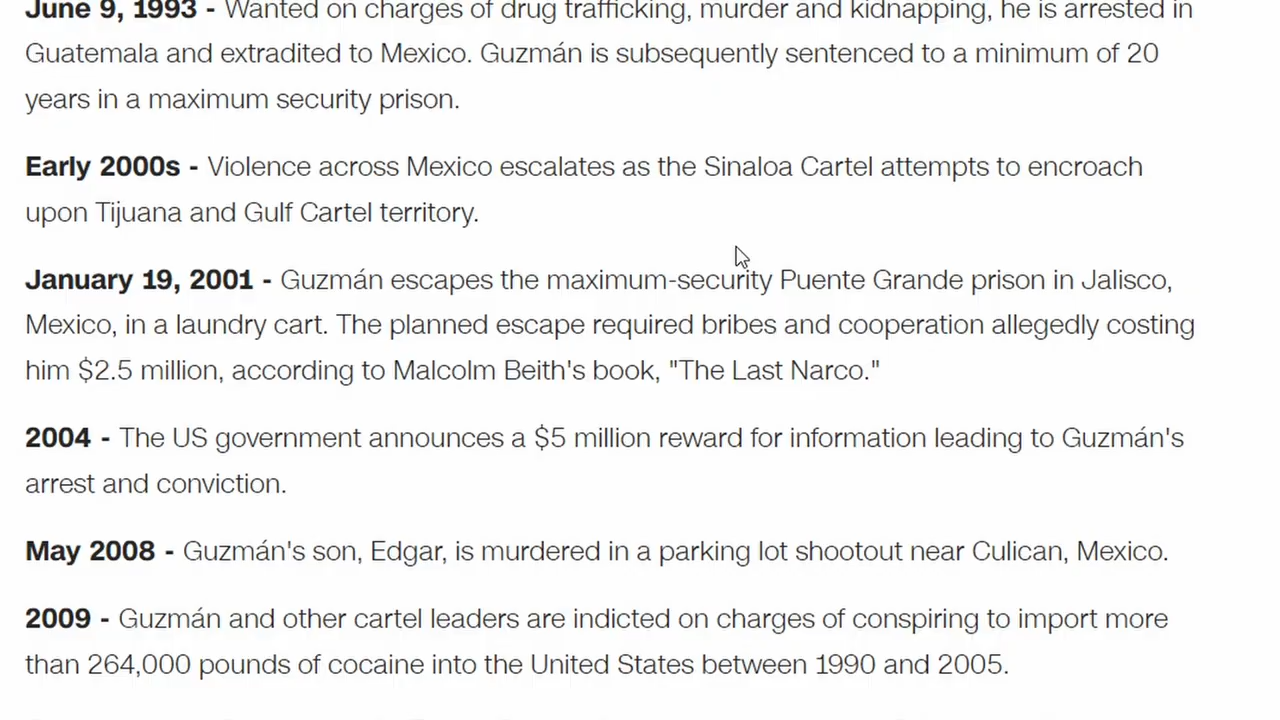 June 9, 1993 - Wanted on charges of drug trafficking, murder and kidnapping, he is arrested in
Guatemala and extradited to Mexico. Guzmán is subsequently sentenced to a minimum of 20
years in a maximum security prison.
Early 2000s - Violence across Mexico escalates as the Sinaloa Cartel attempts to encroach
upon Tijuana and Gulf Cartel territory.
January 19, 2001 - Guzmán escapes the maximum-security Puente Grande prison in Jalisco,
Mexico, in a laundry cart. The planned escape required bribes and cooperation allegedly costing
him $2.5 million, according to Malcolm Beith's book, "The Last Narco."
2004 - The US government announces a $5 million reward for information leading to Guzmán's
arrest and conviction.
May 2008 - Guzmán's son, Edgar, is murdered in a parking lot shootout near Culican, Mexico.
2009 - Guzmán and other cartel leaders are indicted on charges of conspiring to import more
than 264,000 pounds of cocaine into the United States between 1990 and 2005.